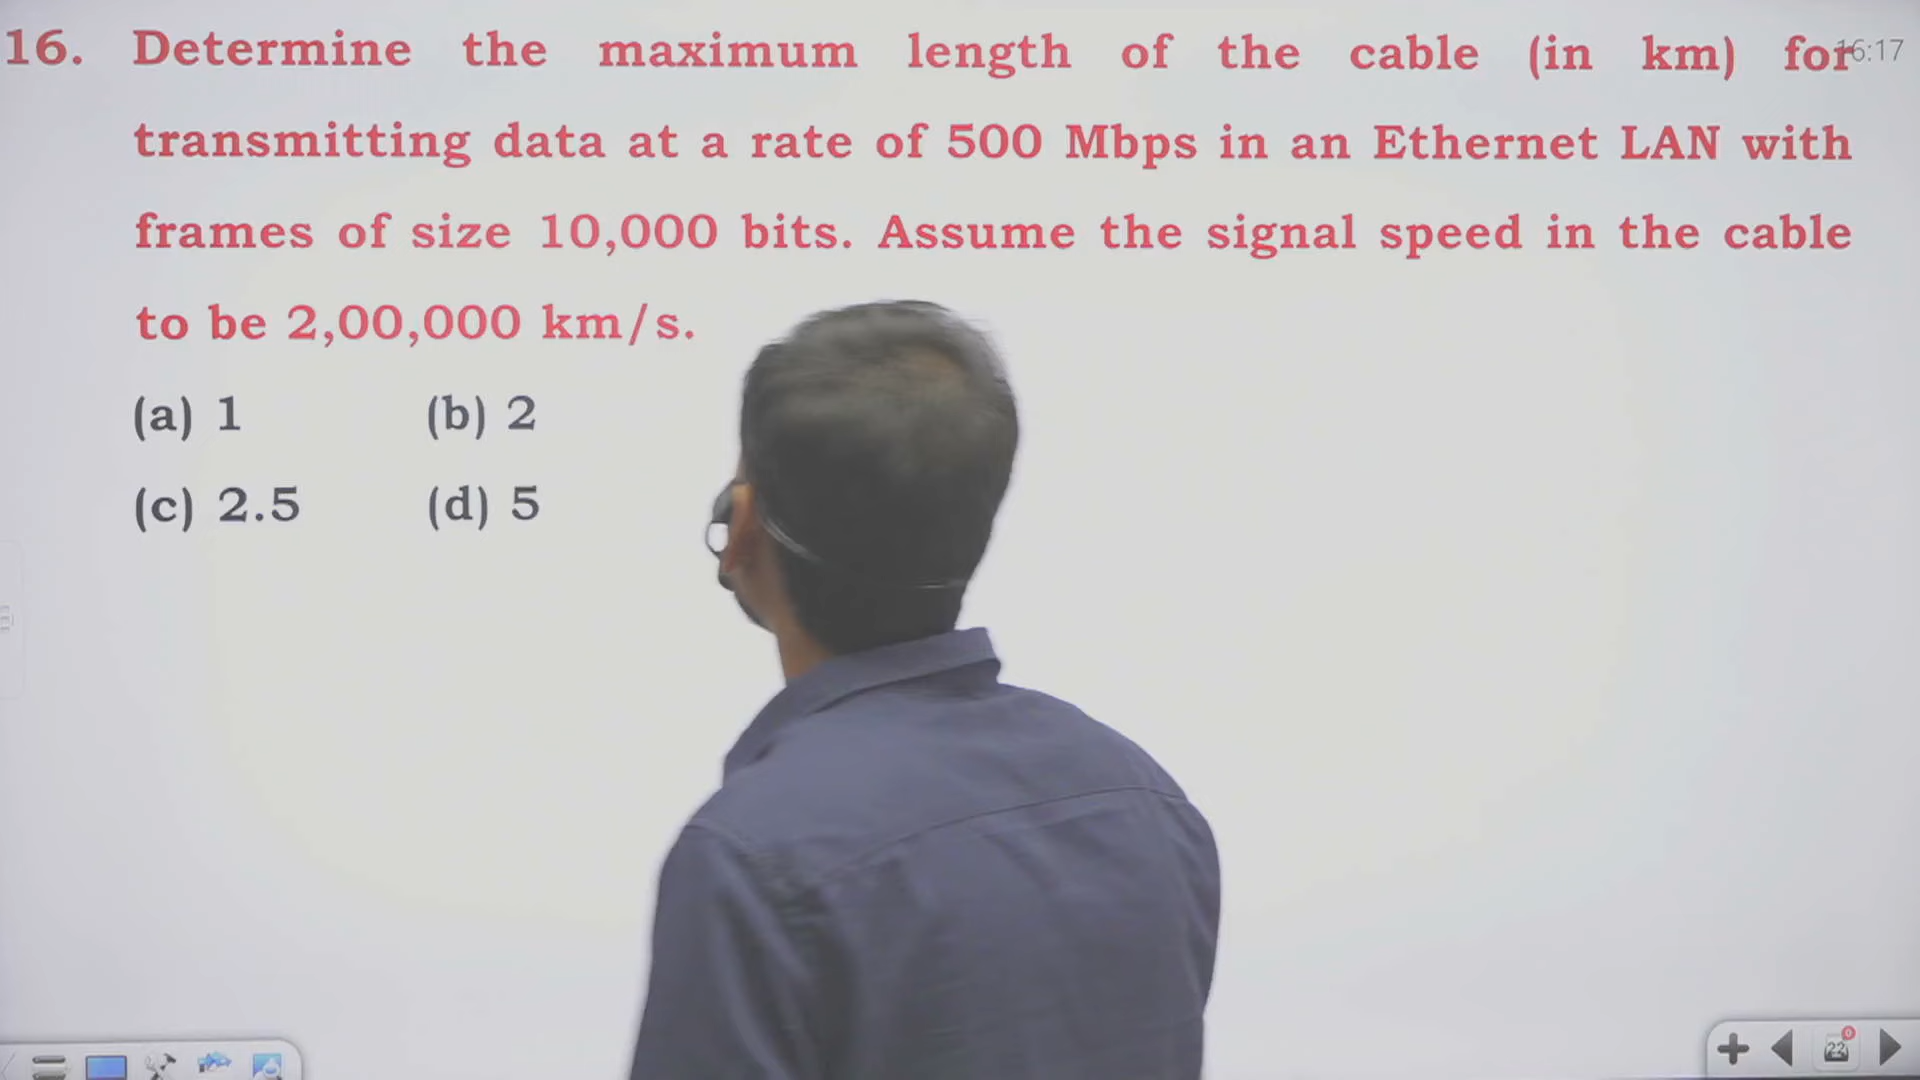 16. Determine the maximum length of the cable (in km) for
16:17
transmitting data at a rate of 500 Mbps in an Ethernet LAN with
frames of size 10,000 bits. Assume the signal speed in the cable
to be 2,00,000 km/s.
(a) 1 (b) 2
(c) 2.5 (d) 5
22
0